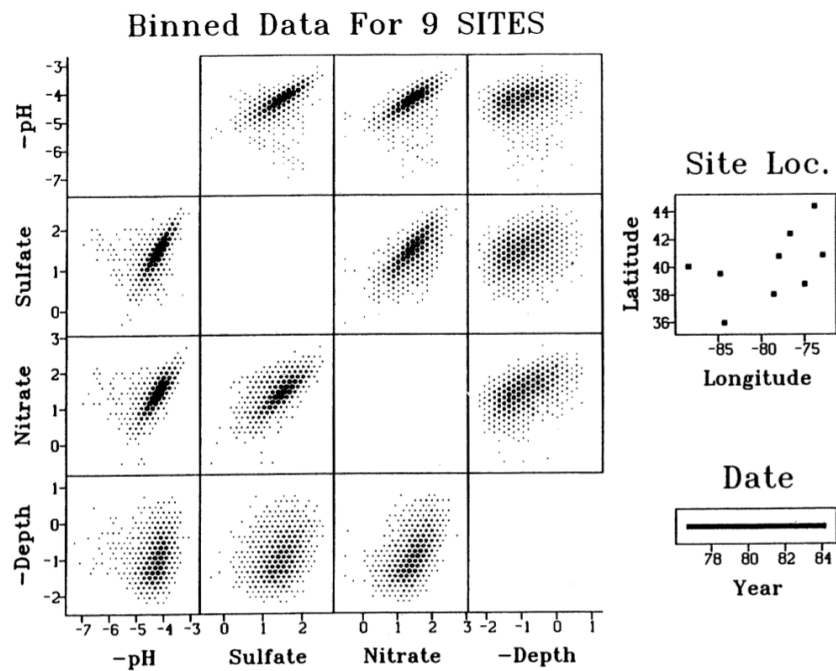 Binned Data For 9 SITES
-pH
-3
-4
-5
-6
-7
Sulfate
2
1
0
Nitrate
3
2
1
0
-Depth
1
0
-1
-2
-7 -6 -5 -4 -3
0 1 2
0 1 2 3
-2 -1 0 1
-pH Sulfate Nitrate -Depth
Site Loc.
Latitude
44
42
40
38
36
-85 -80 -75
Longitude
Date
78 80 82 84
Year